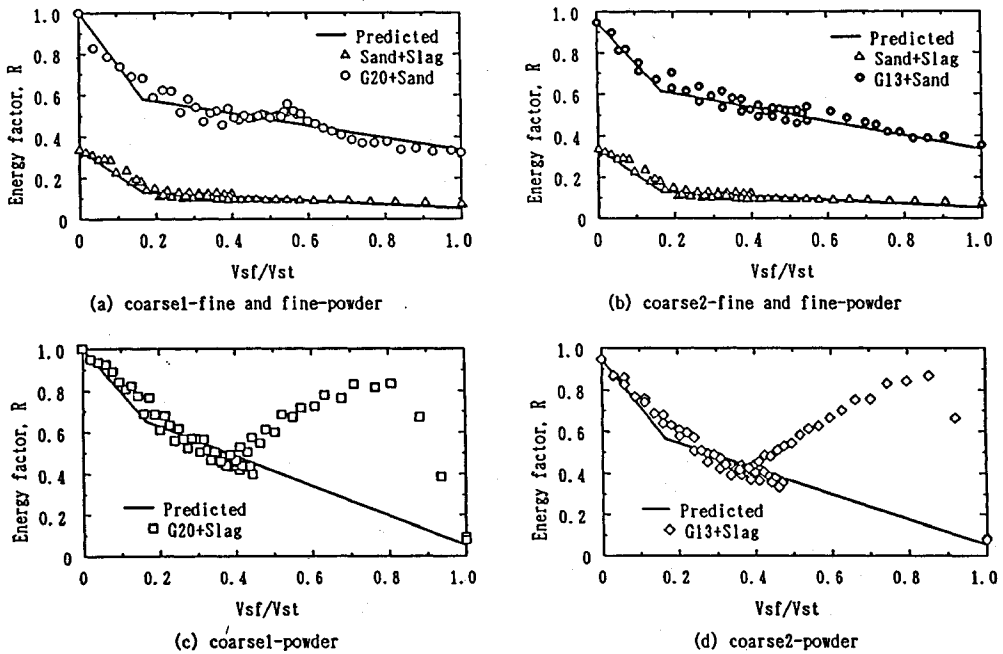 1.0
0.8
0.6
0.4
0.2
0
Energy factor, R
Predicted
Sand+Slag
G20+Sand
0 0.2 0.4 0.6 0.8 1.0
Vsf/Vst
(a) coarse1-fine and fine-powder
1.0
0.8
0.6
0.4
0.2
0
Energy factor, R
Predicted
Sand+Slag
G13+Sand
0 0.2 0.4 0.6 0.8 1.0
Vsf/Vst
(b) coarse2-fine and fine-powder
1.0
0.8
0.6
0.4
0.2
0
Energy factor, R
Predicted
G20+Slag
0 0.2 0.4 0.6 0.8 1.0
Vsf/Vst
(c) coarse1-powder
1.0
0.8
0.6
0.4
0.2
0
Energy factor, R
Predicted
G13+Slag
0 0.2 0.4 0.6 0.8 1.0
Vsf/Vst
(d) coarse2-powder